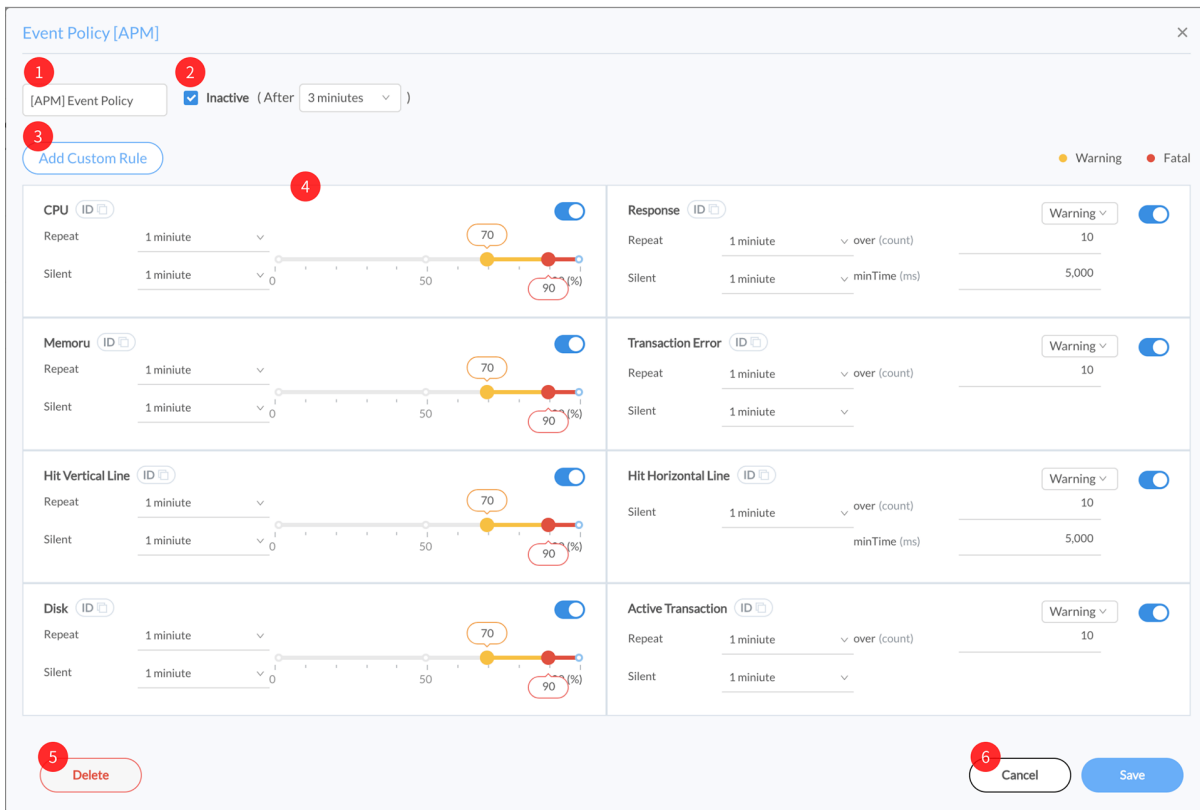 Event Policy [APM]
1
2
[APM] Event Policy
Inactive ( After 3 miniutes )
3
Add Custom Rule
Warning Fatal
4
CPU ID
Repeat 1 miniute
Silent 1 miniute
70
0 50 (%)
90
Response ID Warning
Repeat 1 miniute over (count) 10
Silent 1 miniute minTime (ms) 5,000
Memoru ID
Repeat 1 miniute
Silent 1 miniute
70
0 50 (%)
90
Transaction Error ID Warning
Repeat 1 miniute over (count) 10
Silent 1 miniute
Hit Vertical Line ID
Repeat 1 miniute
Silent 1 miniute
70
0 50 (%)
90
Hit Horizontal Line ID Warning
Silent 1 miniute over (count) 10
minTime (ms) 5,000
Disk ID
Repeat 1 miniute
Silent 1 miniute
70
0 50 (%)
90
Active Transaction ID Warning
Repeat 1 miniute over (count) 10
Silent 1 miniute
5
Delete
6
Cancel Save